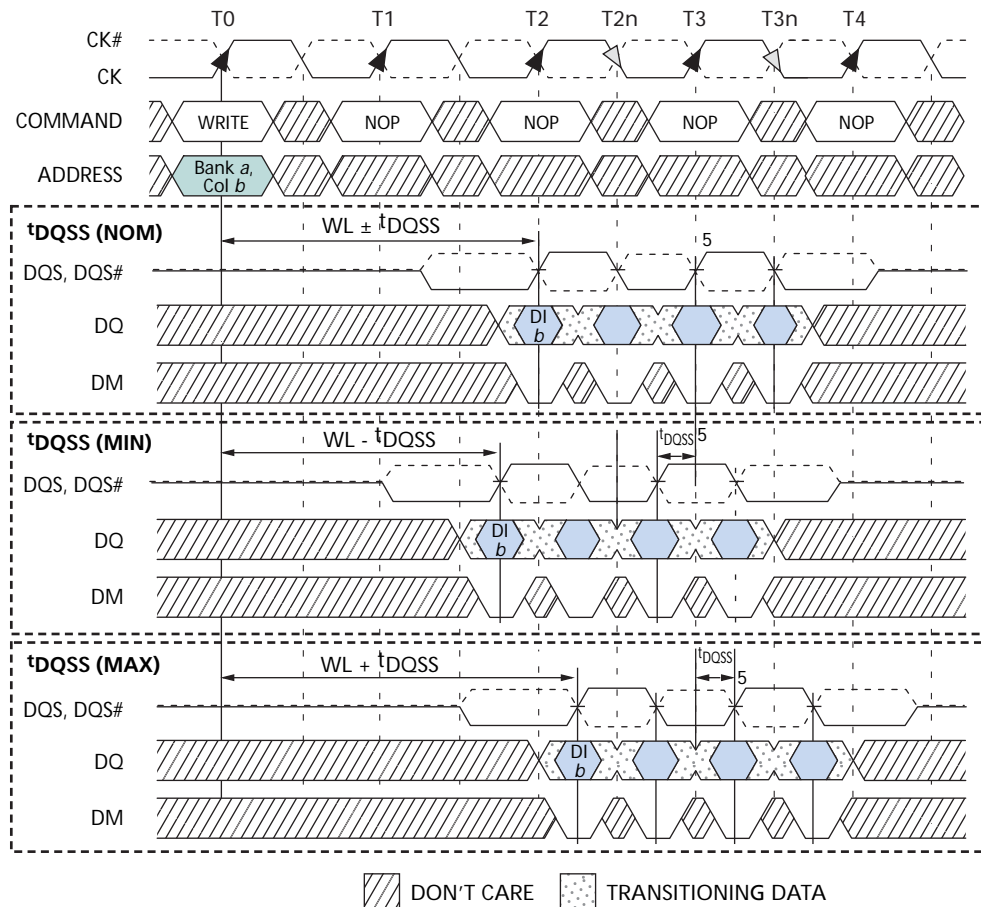 T0 T1 T2 T2n T3 T3n T4
CK#
CK
COMMAND WRITE NOP NOP NOP NOP
ADDRESS Bank a,
Col b
tDQSS (NOM) WL ± tDQSS
5
DQS, DQS#
DQ DI
b
DM
tDQSS (MIN) WL - tDQSS tDQSS 5
DQS, DQS#
DQ DI
b
DM
tDQSS (MAX) WL + tDQSS tDQSS
5
DQS, DQS#
DQ DI
b
DM
DON'T CARE TRANSITIONING DATA